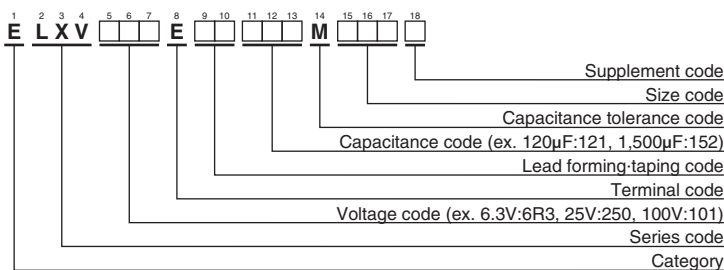 1 2 3 4 5 6 7 8 9 10 11 12 13 14 15 16 17 18
E L X V E M
Supplement code
Size code
Capacitance tolerance code
Capacitance code (ex. 120µF:121, 1,500µF:152)
Lead forming·taping code
Terminal code
Voltage code (ex. 6.3V:6R3, 25V:250, 100V:101)
Series code
Category